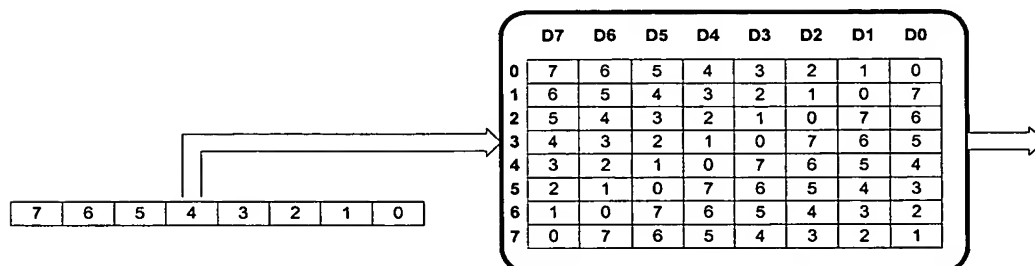 D7 D6 D5 D4 D3 D2 D1 D0
0 7 6 5 4 3 2 1 0
1 6 5 4 3 2 1 0 7
2 5 4 3 2 1 0 7 6
3 4 3 2 1 0 7 6 5
4 3 2 1 0 7 6 5 4
5 2 1 0 7 6 5 4 3
6 1 0 7 6 5 4 3 2
7 0 7 6 5 4 3 2 1
7 6 5 4 3 2 1 0